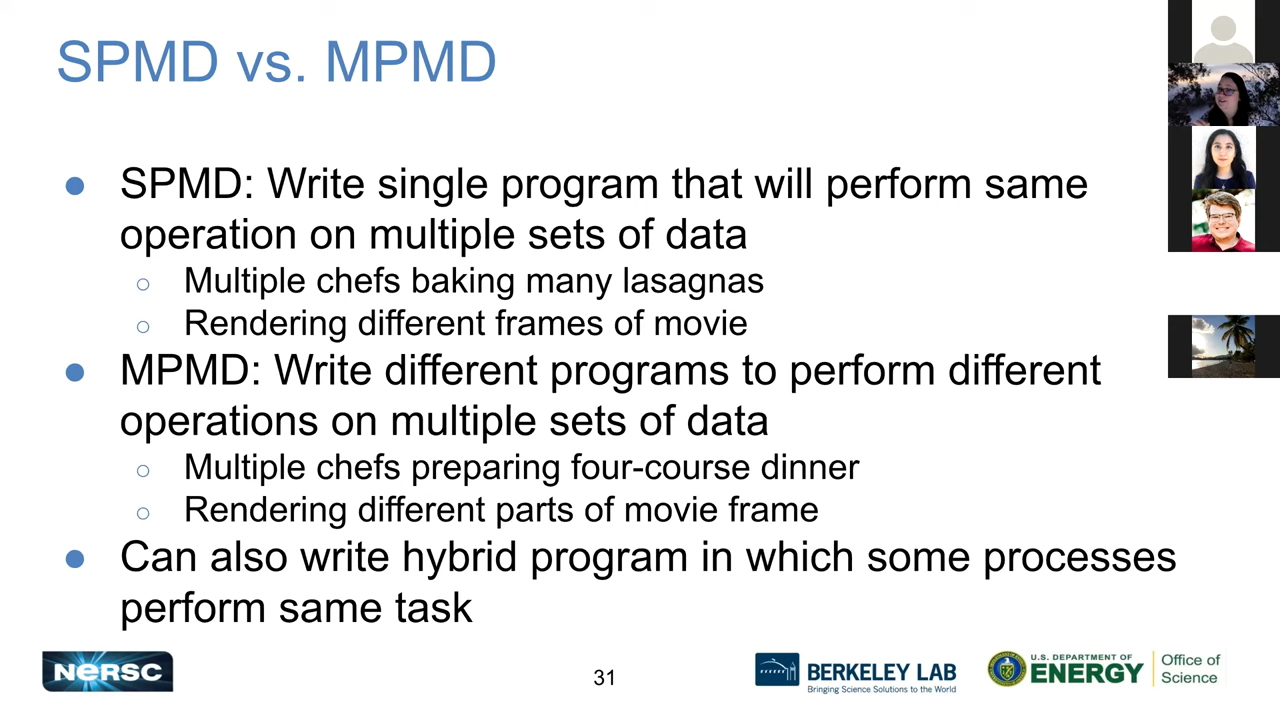 SPMD vs. MPMD
● SPMD: Write single program that will perform same
operation on multiple sets of data
○ Multiple chefs baking many lasagnas
○ Rendering different frames of movie
● MPMD: Write different programs to perform different
operations on multiple sets of data
○ Multiple chefs preparing four-course dinner
○ Rendering different parts of movie frame
● Can also write hybrid program in which some processes
perform same task
NERSC
31
BERKELEY LAB
Bringing Science Solutions to the World
U.S. DEPARTMENT OF
ENERGY
Office of
Science